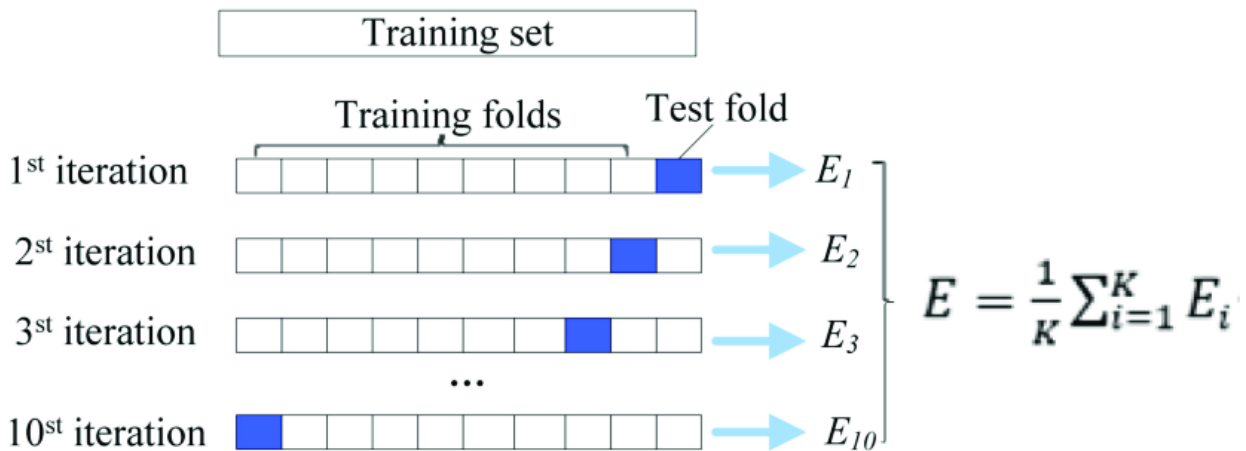 Training set
Training folds
Test fold
1st iteration
E1
2st iteration
E2
3st iteration
E3
...
10st iteration
E10
E = 1/K ∑_{i=1}^{K} E_i